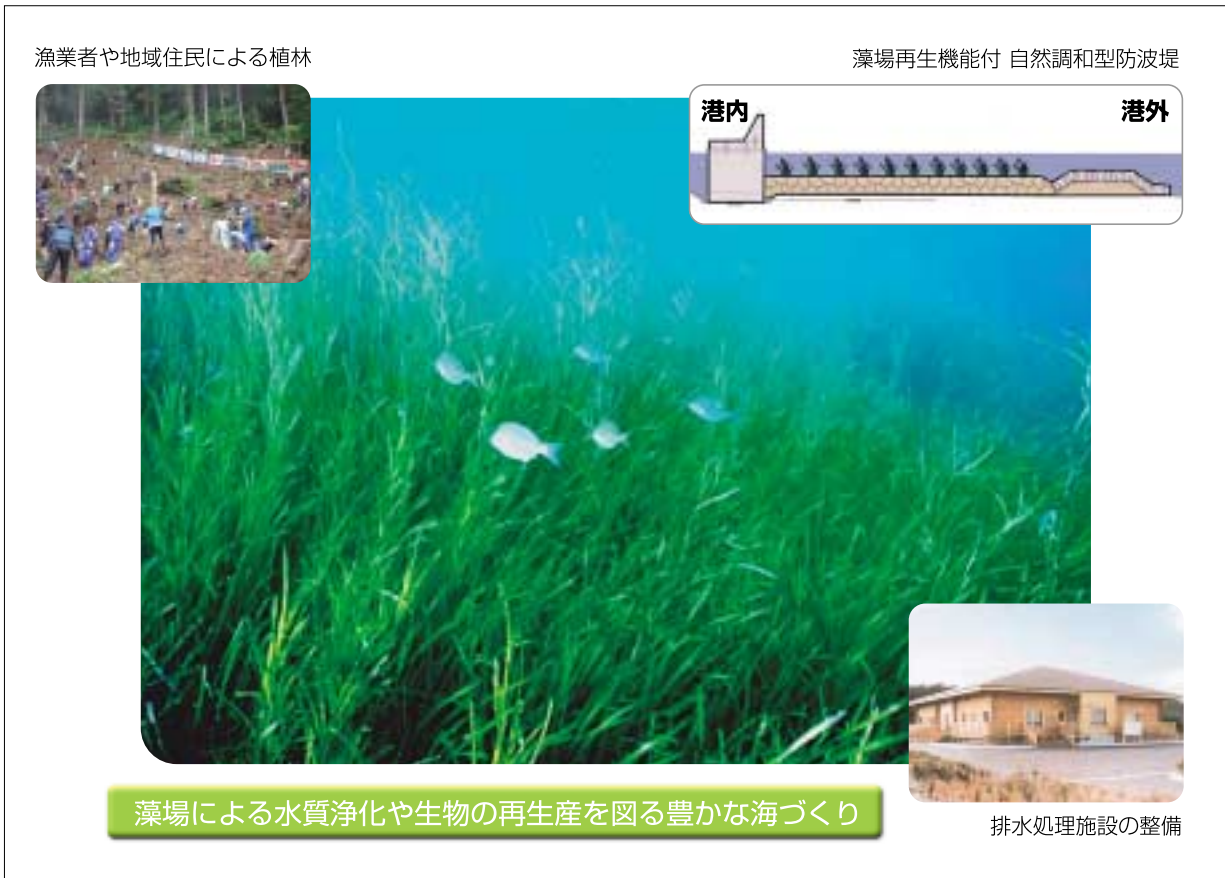 漁業者や地域住民による植林
藻場再生機能付 自然調和型防波堤
港内
港外
藻場による水質浄化や生物の再生産を図る豊かな海づくり
排水処理施設の整備